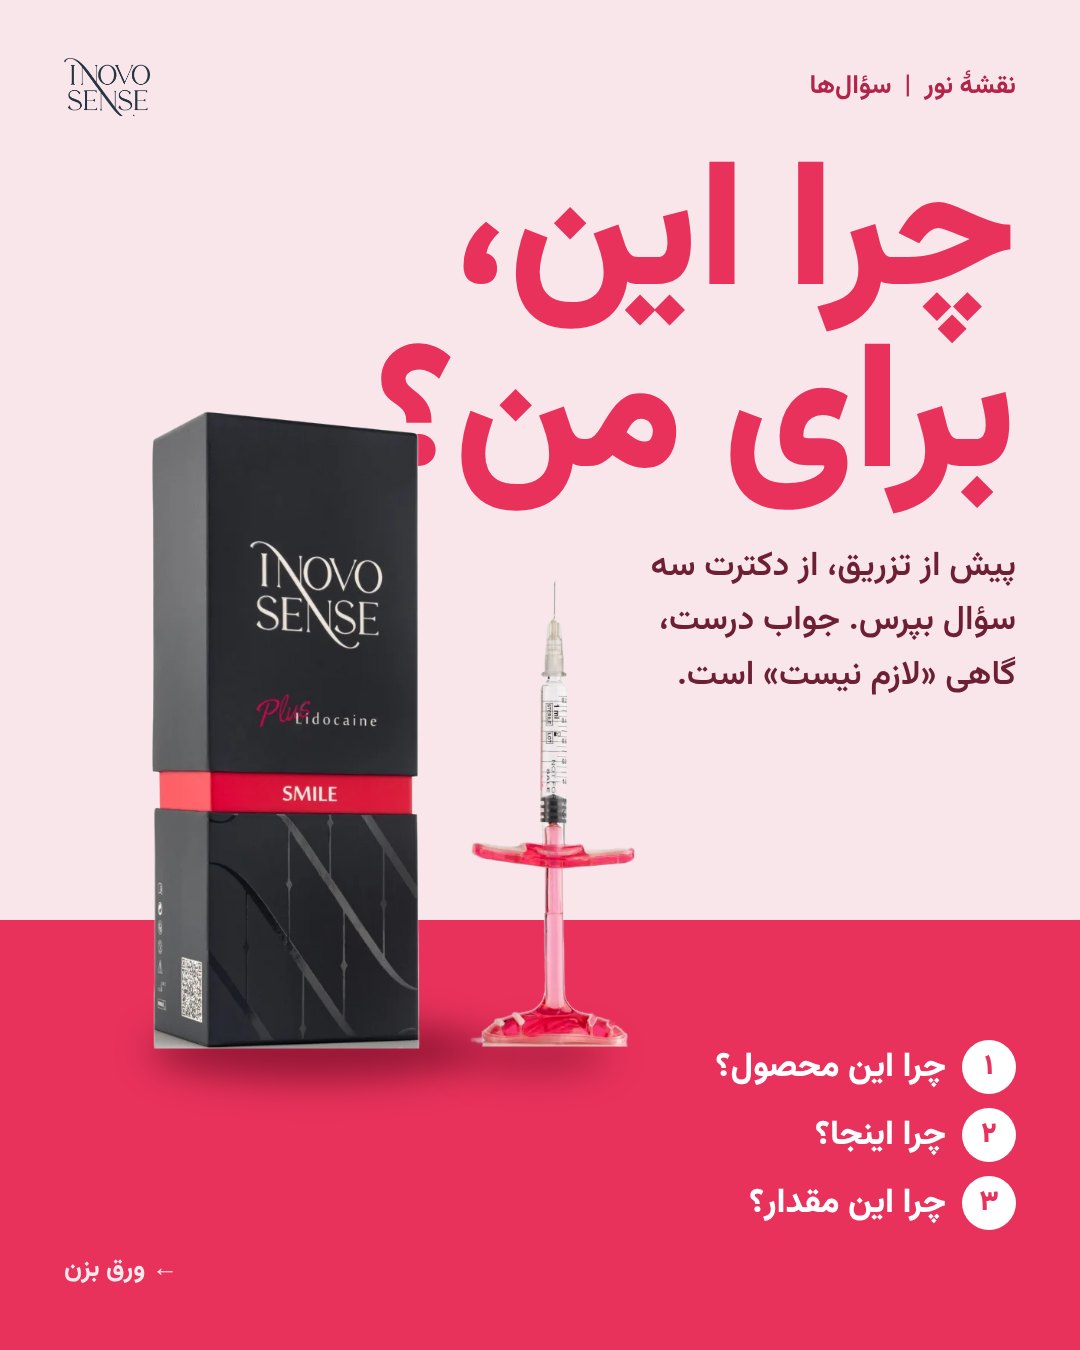 INOVO
SENSE
نقشهٔ نور | سؤال‌ها
چرا این،
برای من؟
پیش از تزریق، از دکترت سه
سؤال بپرس. جواب درست،
گاهی «لازم نیست» است.
INOVO
SENSE
Plus Lidocaine
SMILE
1 ml
۱ چرا این محصول؟
۲ چرا اینجا؟
۳ چرا این مقدار؟
← ورق بزن